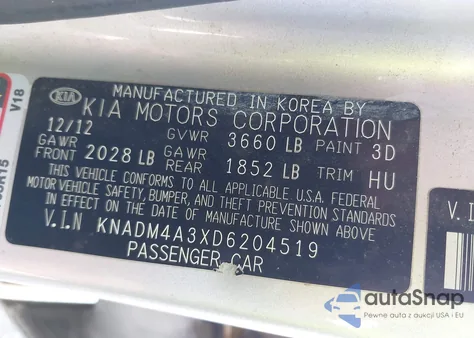 MANUFACTURED IN KOREA BY
KIA KIA MOTORS CORPORATION
12/12 GVWR 3660 LB PAINT 3D
GAWR FRONT 2028 LB GAWR REAR 1852 LB TRIM HU
THIS VEHICLE CONFORMS TO ALL APPLICABLE U.S.A. FEDERAL
MOTOR VEHICLE SAFETY, BUMPER, AND THEFT PREVENTION STANDARDS
IN EFFECT ON THE DATE OF MANUFACTURE SHOWN ABOVE.
V.I.N KNADM4A3XD6204519
PASSENGER CAR
V18
V.I
autoSnap
Pewne auta z aukcji USA i EU